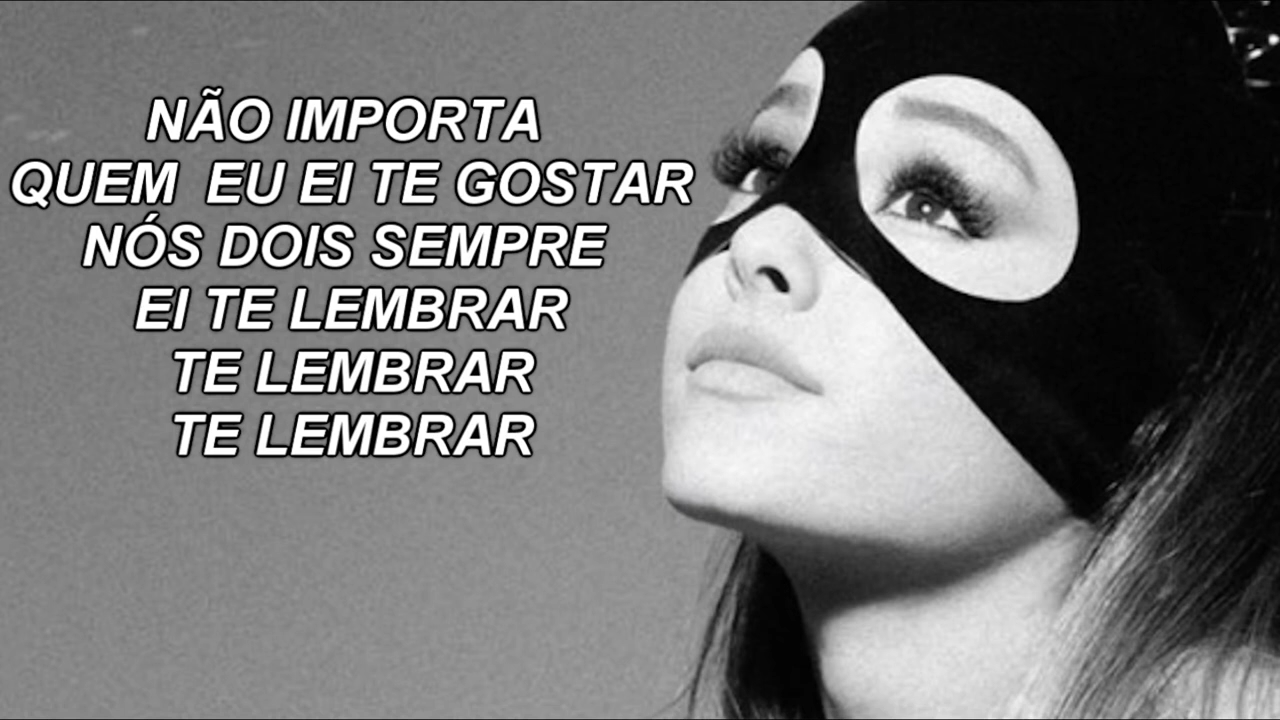 NÃO IMPORTA
QUEM EU EI TE GOSTAR
NÓS DOIS SEMPRE
EI TE LEMBRAR
TE LEMBRAR
TE LEMBRAR